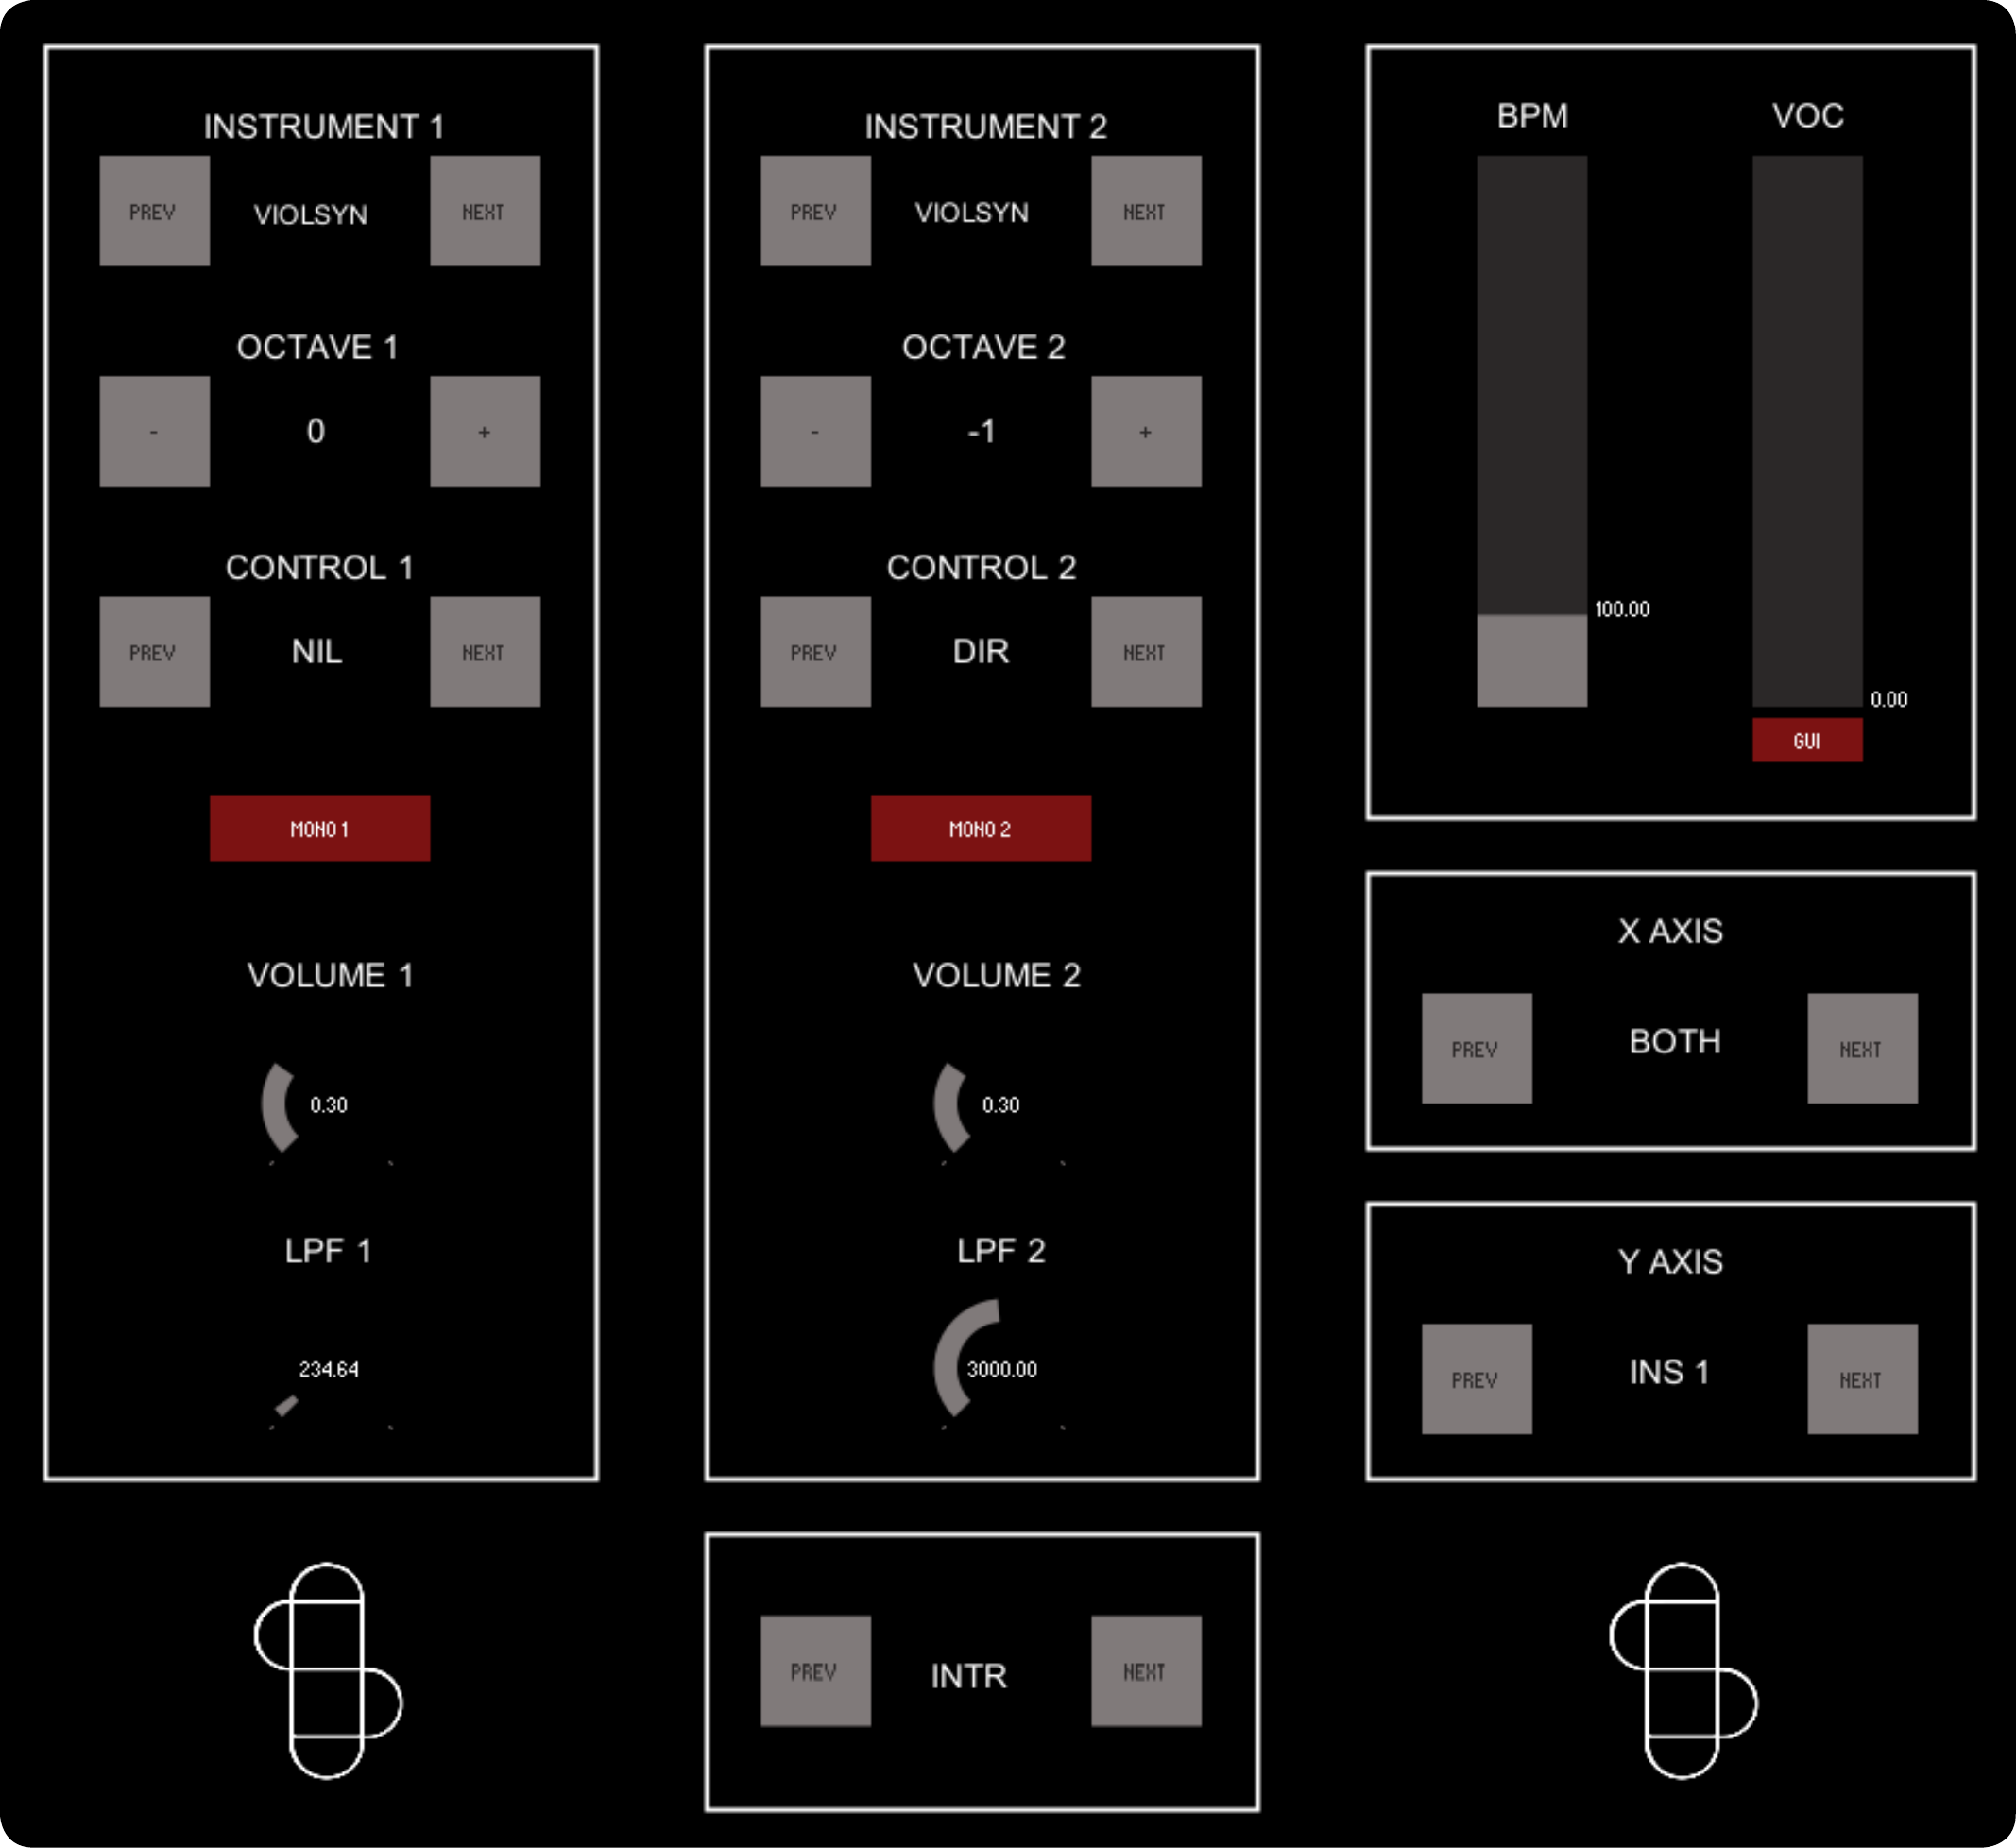 INSTRUMENT 1
PREV VIOLSYN NEXT
OCTAVE 1
- 0 +
CONTROL 1
PREV NIL NEXT
MONO 1
VOLUME 1
0.30
LPF 1
234.64
INSTRUMENT 2
PREV VIOLSYN NEXT
OCTAVE 2
- -1 +
CONTROL 2
PREV DIR NEXT
MONO 2
VOLUME 2
0.30
LPF 2
3000.00
PREV INTR NEXT
BPM VOC
100.00
0.00
GUI
X AXIS
PREV BOTH NEXT
Y AXIS
PREV INS 1 NEXT